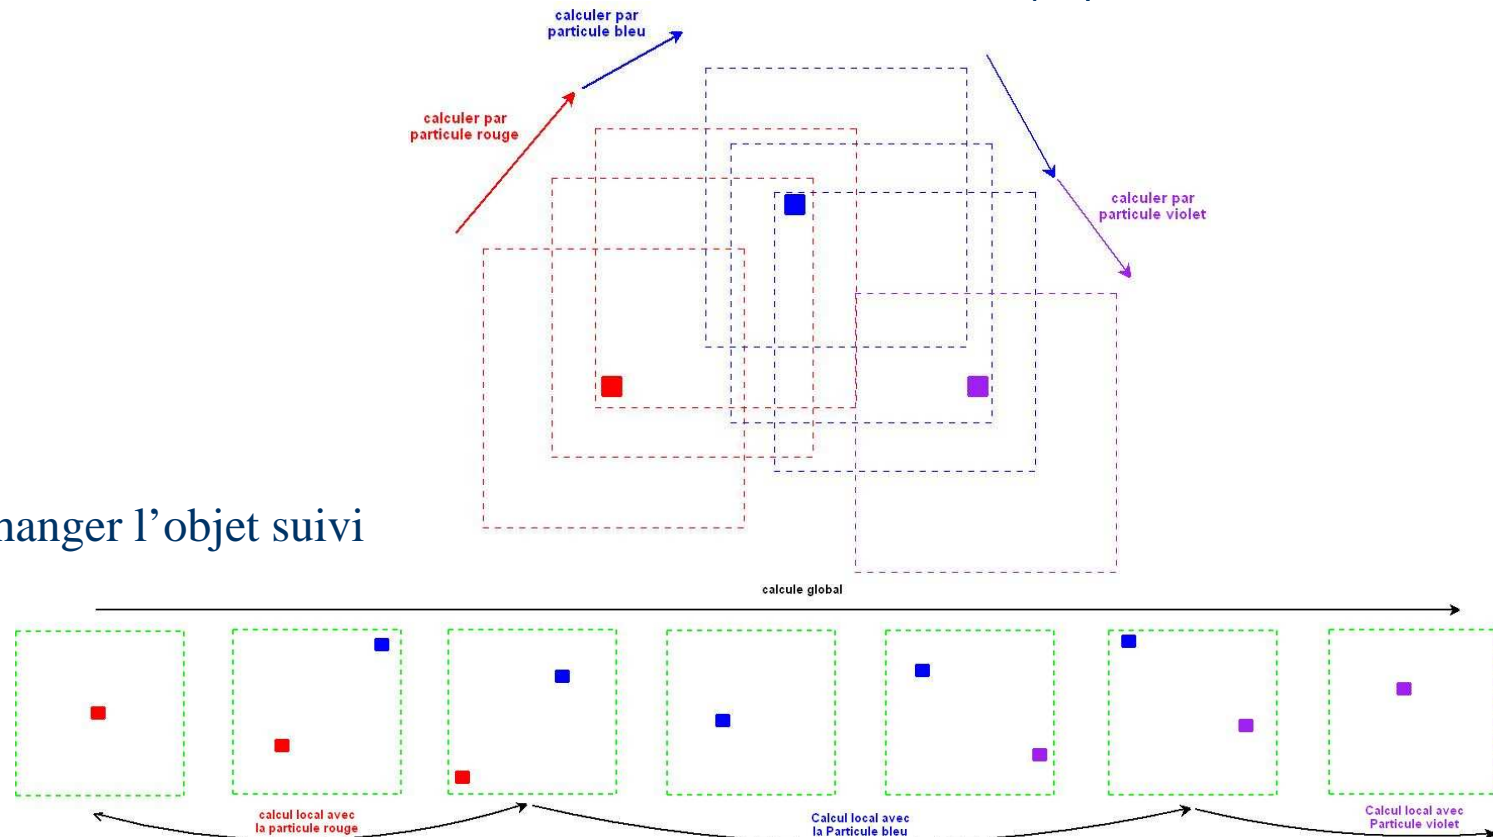 calculer par
particule bleu
calculer par
particule rouge
calculer par
particule violet
l’objet suivi
calcule global
calcul local avec
la particule rouge
Calcul local avec
la Particule bleu
Calcul local avec
Particule violet